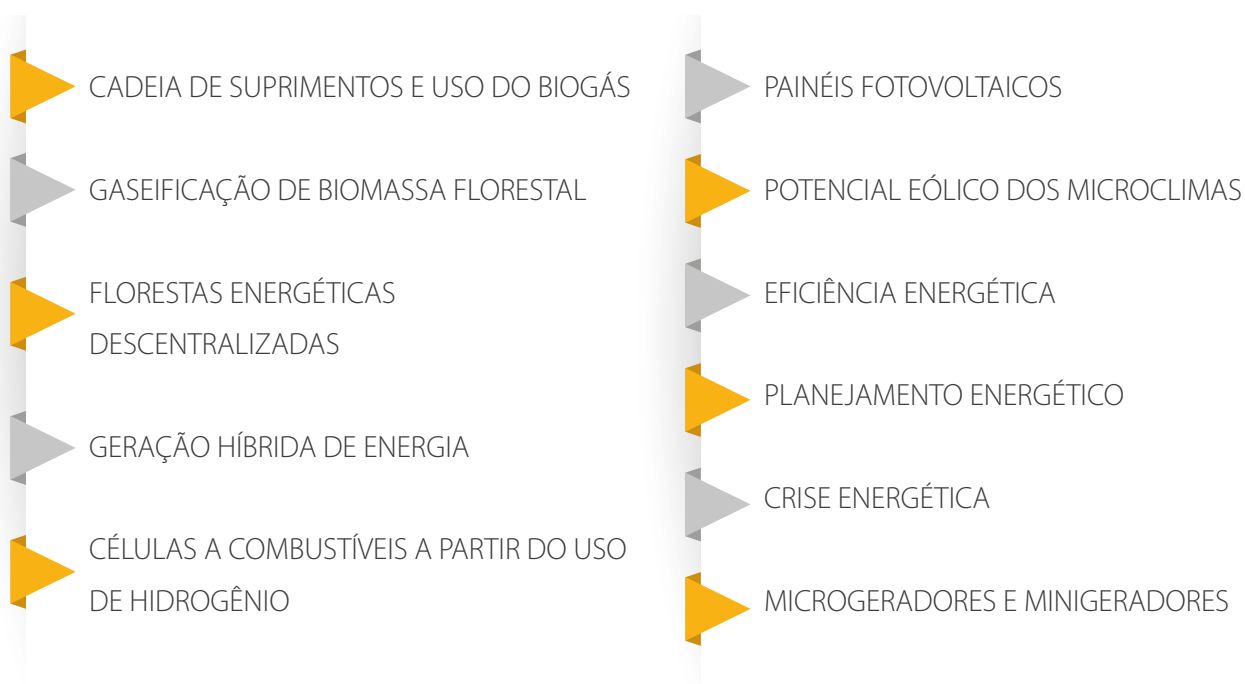 CADEIA DE SUPRIMENTOS E USO DO BIOGÁS
GASEIFICAÇÃO DE BIOMASSA FLORESTAL
FLORESTAS ENERGÉTICAS
DESCENTRALIZADAS
GERAÇÃO HÍBRIDA DE ENERGIA
CÉLULAS A COMBUSTÍVEIS A PARTIR DO USO
DE HIDROGÊNIO
PAINÉIS FOTOVOLTAICOS
POTENCIAL EÓLICO DOS MICROCLIMAS
EFICIÊNCIA ENERGÉTICA
PLANEJAMENTO ENERGÉTICO
CRISE ENERGÉTICA
MICROGERADORES E MINIGERADORES